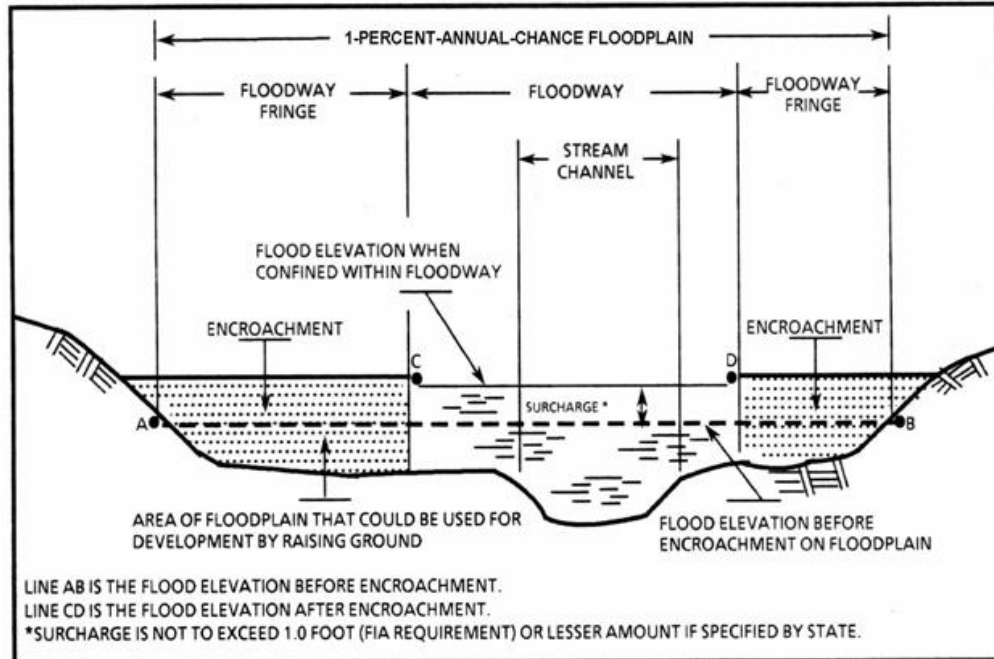 1-PERCENT-ANNUAL-CHANCE FLOODPLAIN
FLOODWAY
FRINGE
FLOODWAY
FLOODWAY
FRINGE
STREAM
CHANNEL
FLOOD ELEVATION WHEN
CONFINED WITHIN FLOODWAY
ENCROACHMENT
ENCROACHMENT
C
D
SURCHARGE *
A
B
AREA OF FLOODPLAIN THAT COULD BE USED FOR
DEVELOPMENT BY RAISING GROUND
FLOOD ELEVATION BEFORE
ENCROACHMENT ON FLOODPLAIN
LINE AB IS THE FLOOD ELEVATION BEFORE ENCROACHMENT.
LINE CD IS THE FLOOD ELEVATION AFTER ENCROACHMENT.
*SURCHARGE IS NOT TO EXCEED 1.0 FOOT (FIA REQUIREMENT) OR LESSER AMOUNT IF SPECIFIED BY STATE.